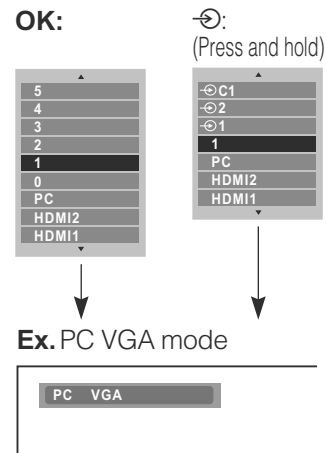 OK:
:
(Press and hold)
5
4
3
2
1
0
PC
HDMI2
HDMI1
C1
2
1
1
PC
HDMI2
HDMI1
Ex. PC VGA mode
PC VGA